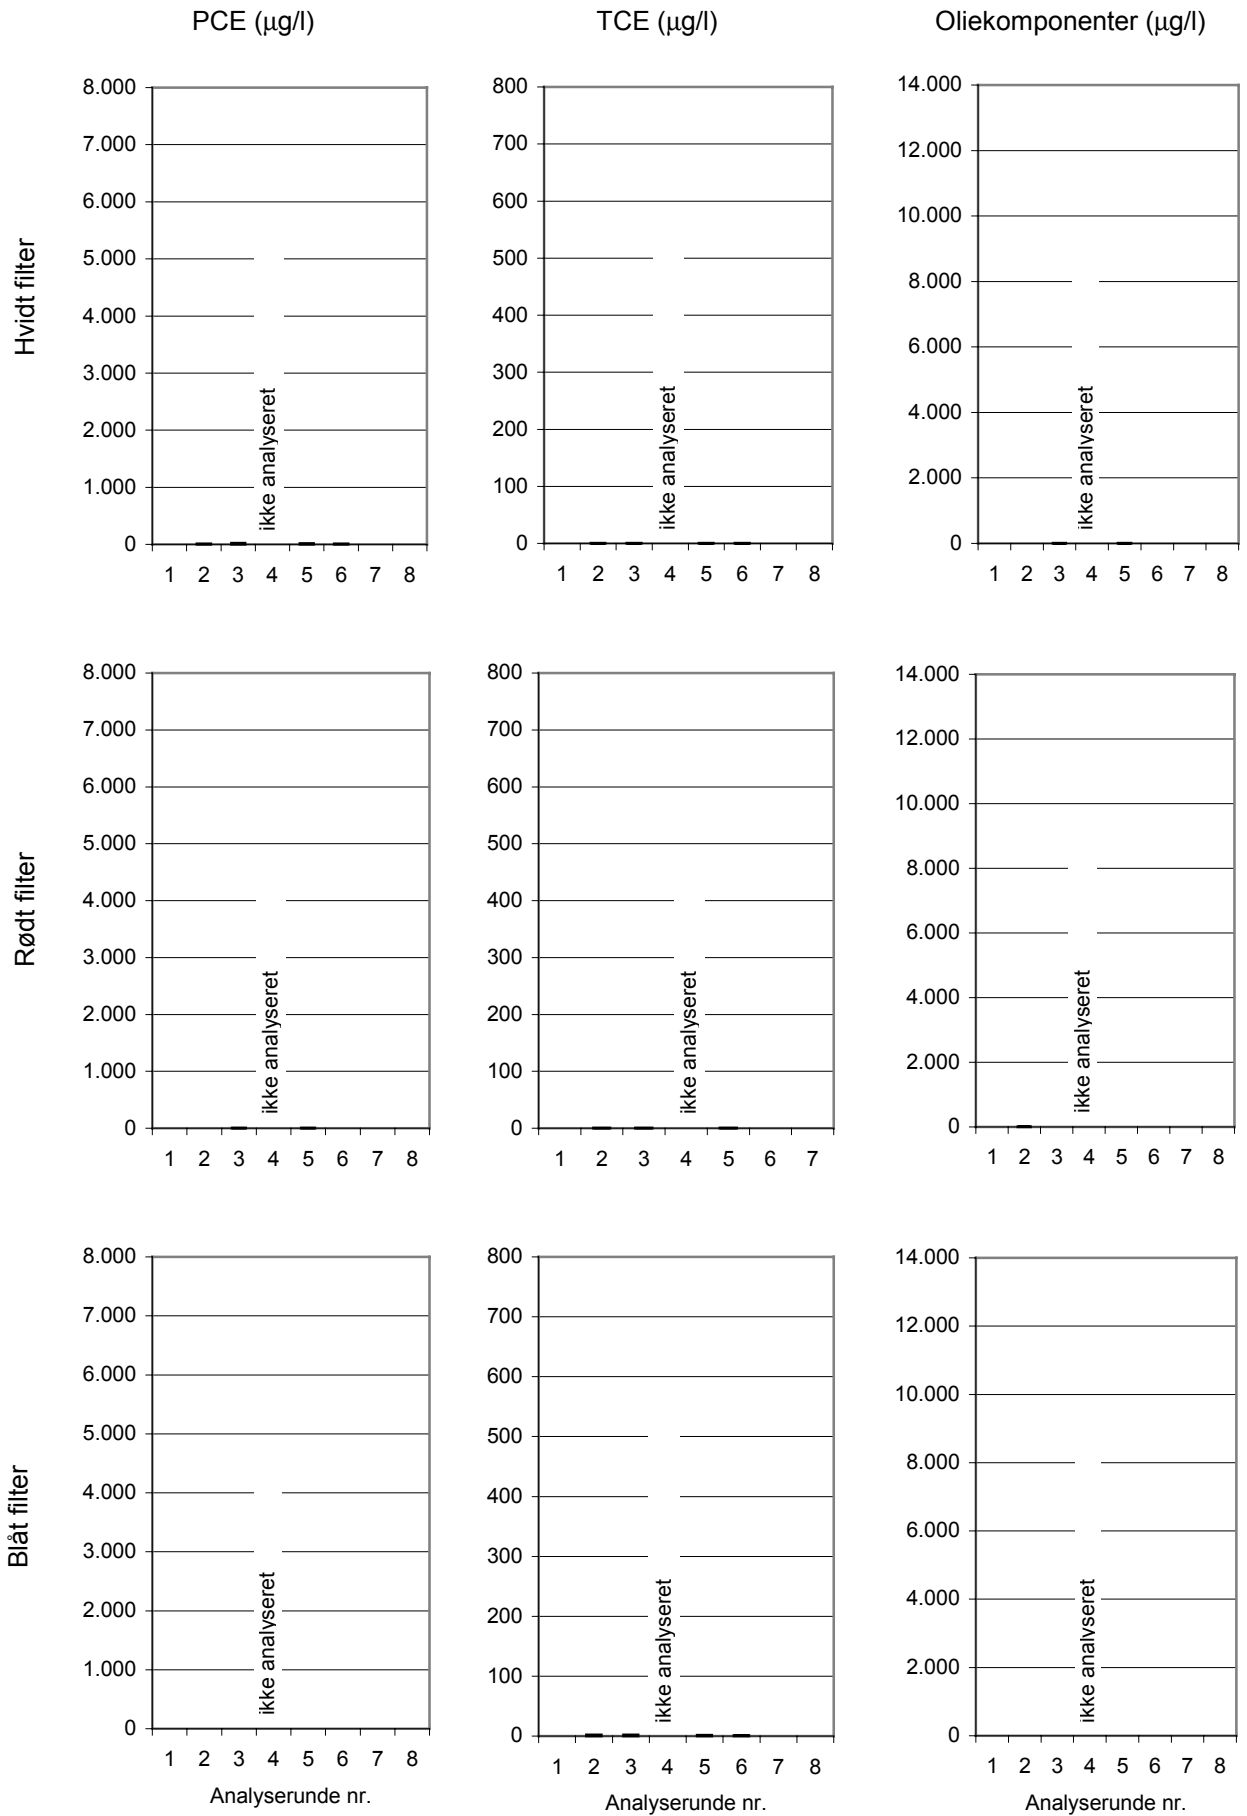 PCE (µg/l)
TCE (µg/l)
Oliekomponenter (µg/l)
Hvidt filter
8.000
7.000
6.000
5.000
4.000
3.000
2.000
1.000
0
ikke analyseret
1 2 3 4 5 6 7 8
800
700
600
500
400
300
200
100
0
ikke analyseret
1 2 3 4 5 6 7 8
14.000
12.000
10.000
8.000
6.000
4.000
2.000
0
ikke analyseret
1 2 3 4 5 6 7 8
Rødt filter
8.000
7.000
6.000
5.000
4.000
3.000
2.000
1.000
0
ikke analyseret
1 2 3 4 5 6 7 8
800
700
600
500
400
300
200
100
0
ikke analyseret
1 2 3 4 5 6 7
14.000
12.000
10.000
8.000
6.000
4.000
2.000
0
ikke analyseret
1 2 3 4 5 6 7 8
Blåt filter
8.000
7.000
6.000
5.000
4.000
3.000
2.000
1.000
0
ikke analyseret
1 2 3 4 5 6 7 8
Analyserunde nr.
800
700
600
500
400
300
200
100
0
ikke analyseret
1 2 3 4 5 6 7 8
Analyserunde nr.
14.000
12.000
10.000
8.000
6.000
4.000
2.000
0
ikke analyseret
1 2 3 4 5 6 7 8
Analyserunde nr.